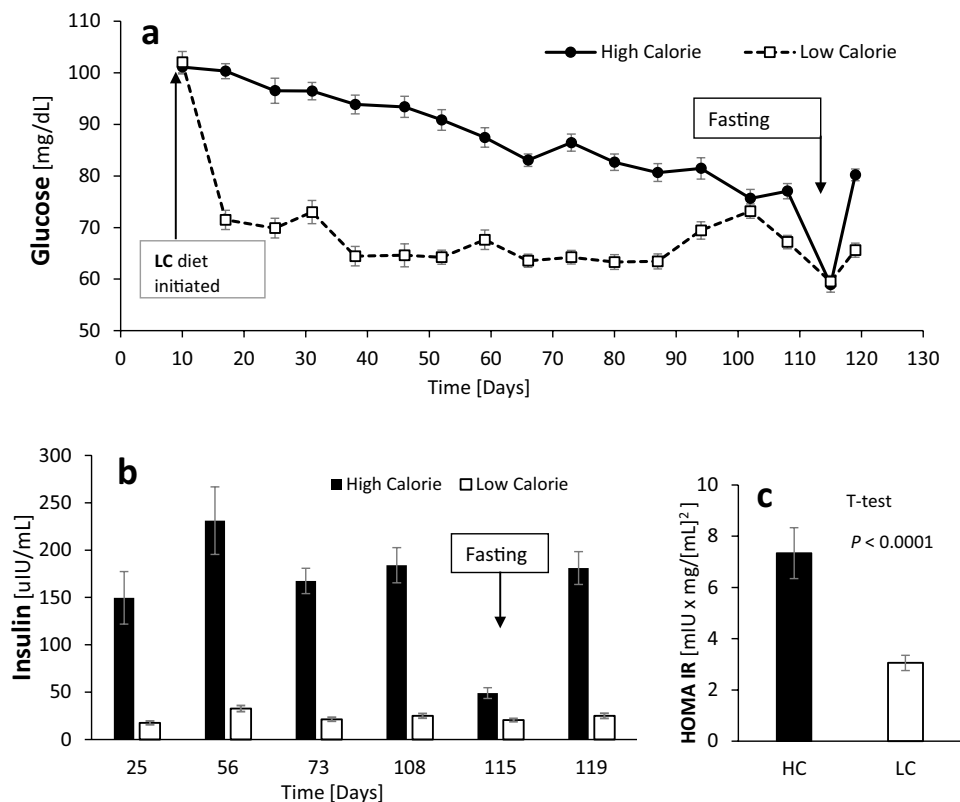 a
High Calorie
Low Calorie
Glucose [mg/dL]
110
100
90
80
70
60
50
Fasting
LC diet
initiated
0 10 20 30 40 50 60 70 80 90 100 110 120 130
Time [Days]
b
High Calorie
Low Calorie
Insulin [uIU/mL]
300
250
200
150
100
50
0
Fasting
25 56 73 108 115 119
Time [Days]
c
T-test
P < 0.0001
HOMA IR [mIU x mg/[mL]²
10
8
6
4
2
0
HC LC